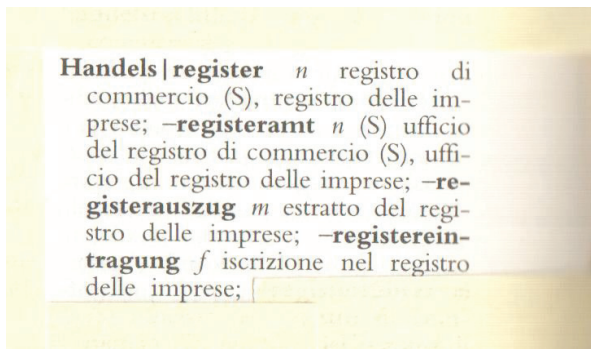 Handels|register n registro di
commercio (S), registro delle im-
prese; –registeramt n (S) ufficio
del registro di commercio (S), uffi-
cio del registro delle imprese; –re-
gisterauszug m estratto del regi-
stro delle imprese; –registerein-
tragung f iscrizione nel registro
delle imprese;